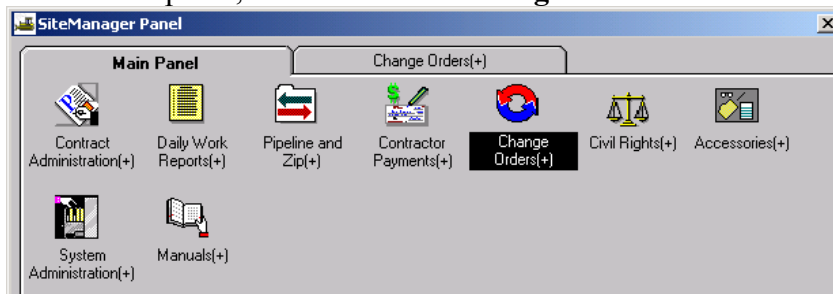 SiteManager Panel
Main Panel
Change Orders(+)
Contract
Administration(+)
Daily Work
Reports(+)
Pipeline and
Zip(+)
Contractor
Payments(+)
Change
Orders(+)
Civil Rights(+)
Accessories(+)
System
Administration(+)
Manuals(+)